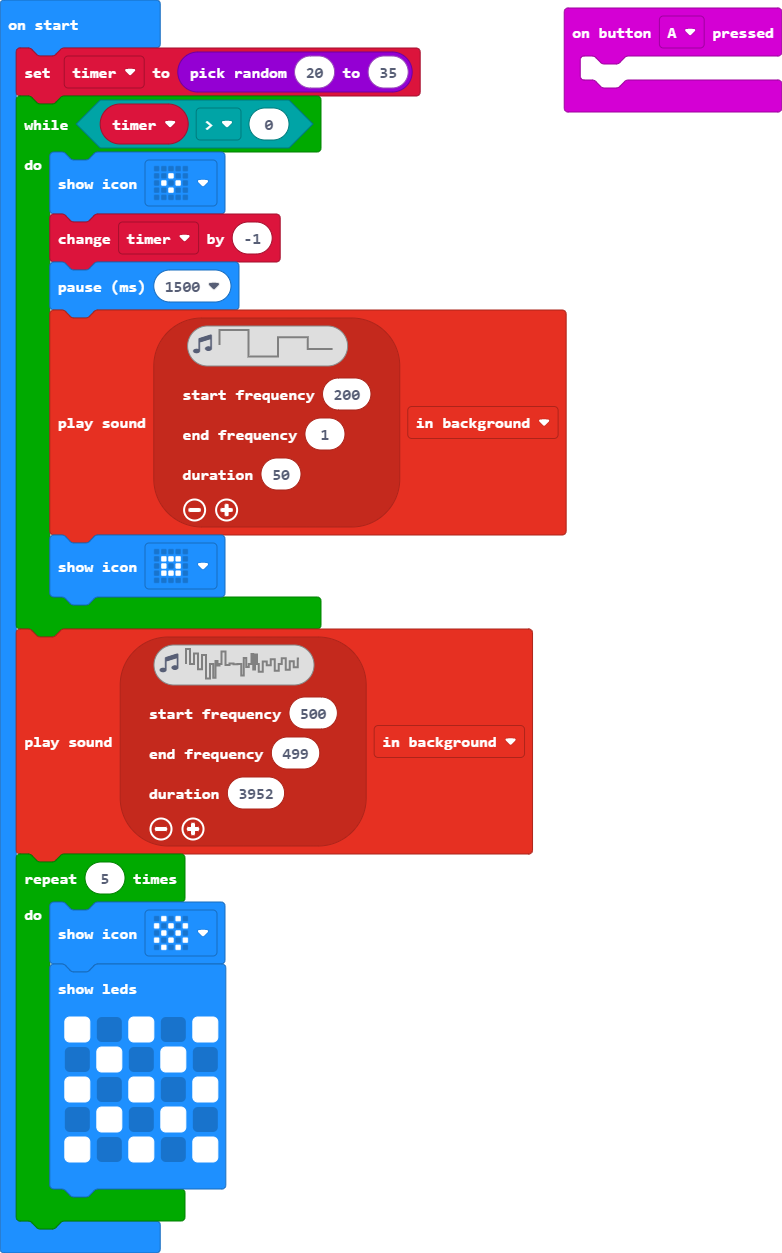 on start
set timer to pick random 20 to 35
while timer > 0
do
show icon
change timer by -1
pause (ms) 1500
start frequency 200
play sound in background
end frequency 1
duration 50
show icon
start frequency 500
play sound in background
end frequency 499
duration 3952
repeat 5 times
do
show icon
show leds
on button A pressed